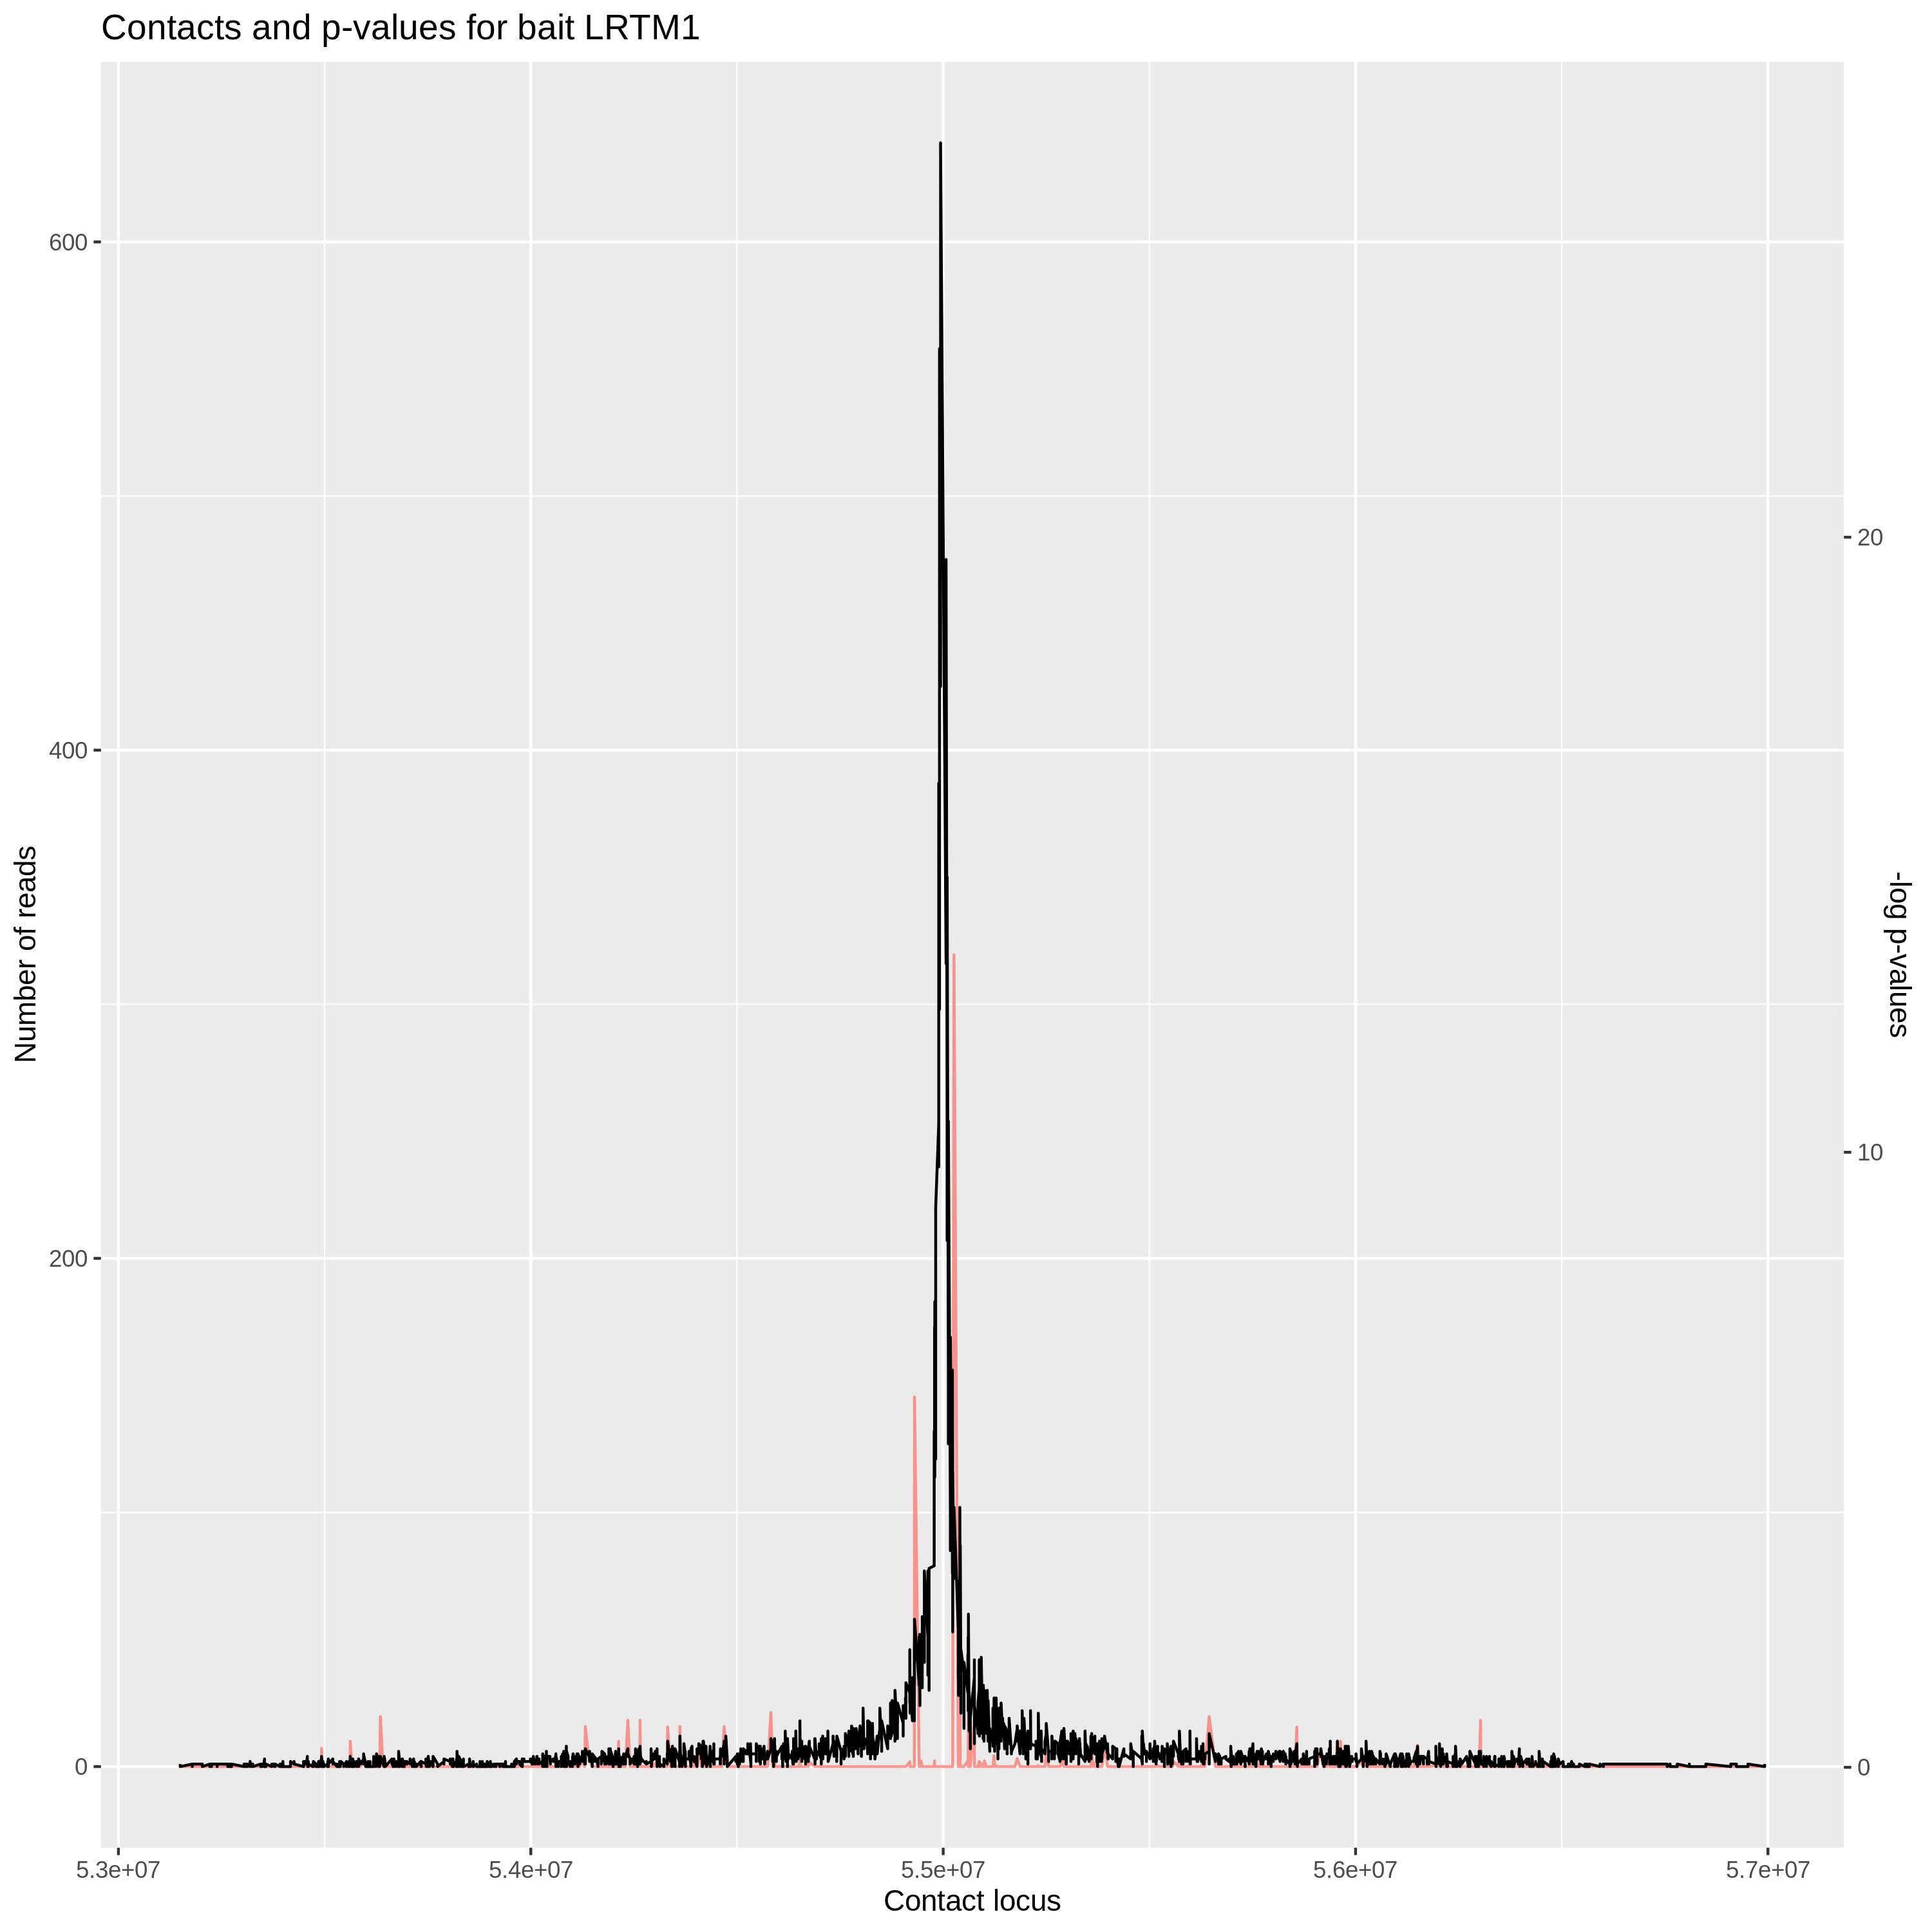 Contacts and p-values for bait LRTM1
600
400
200
0
Number of reads
20
10
0
-log p-values
5.3e+07
5.4e+07
5.5e+07
5.6e+07
5.7e+07
Contact locus